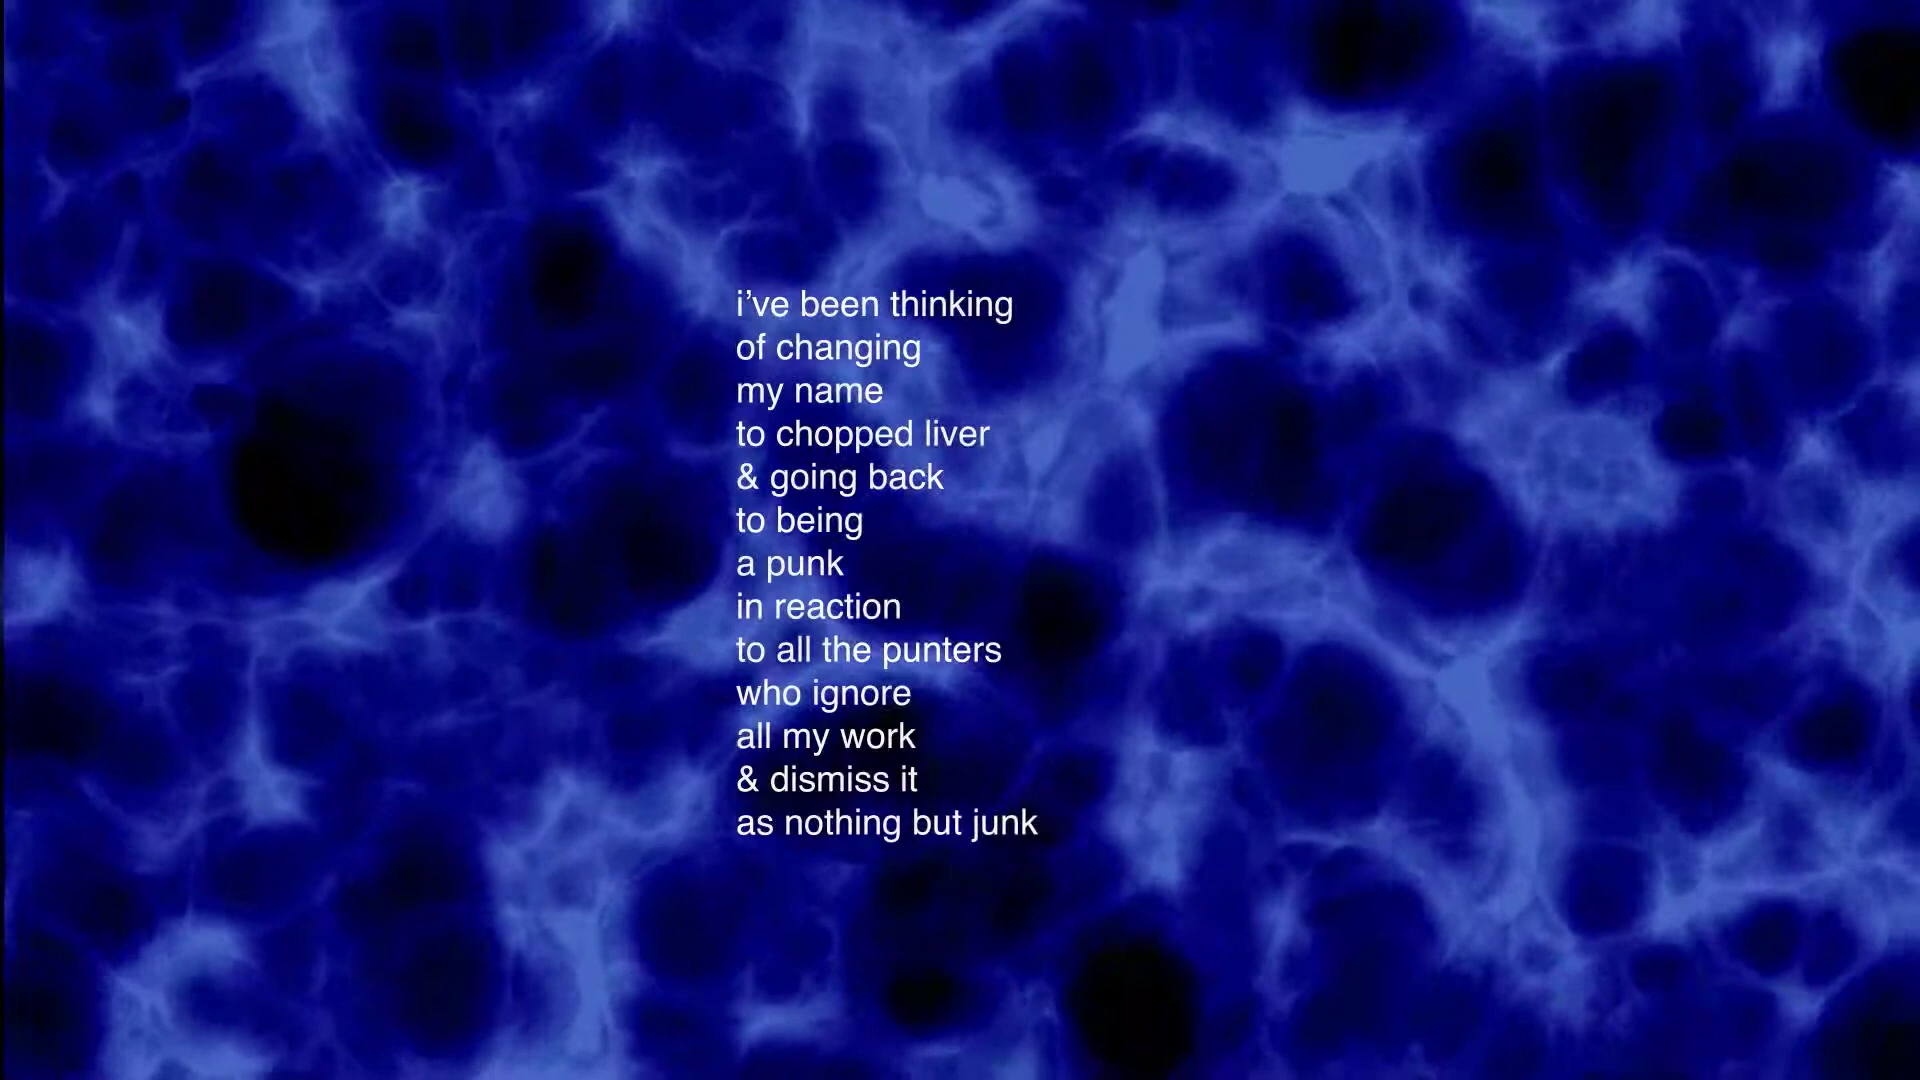 i’ve been thinking
of changing
my name
to chopped liver
& going back
to being
a punk
in reaction
to all the punters
who ignore
all my work
& dismiss it
as nothing but junk